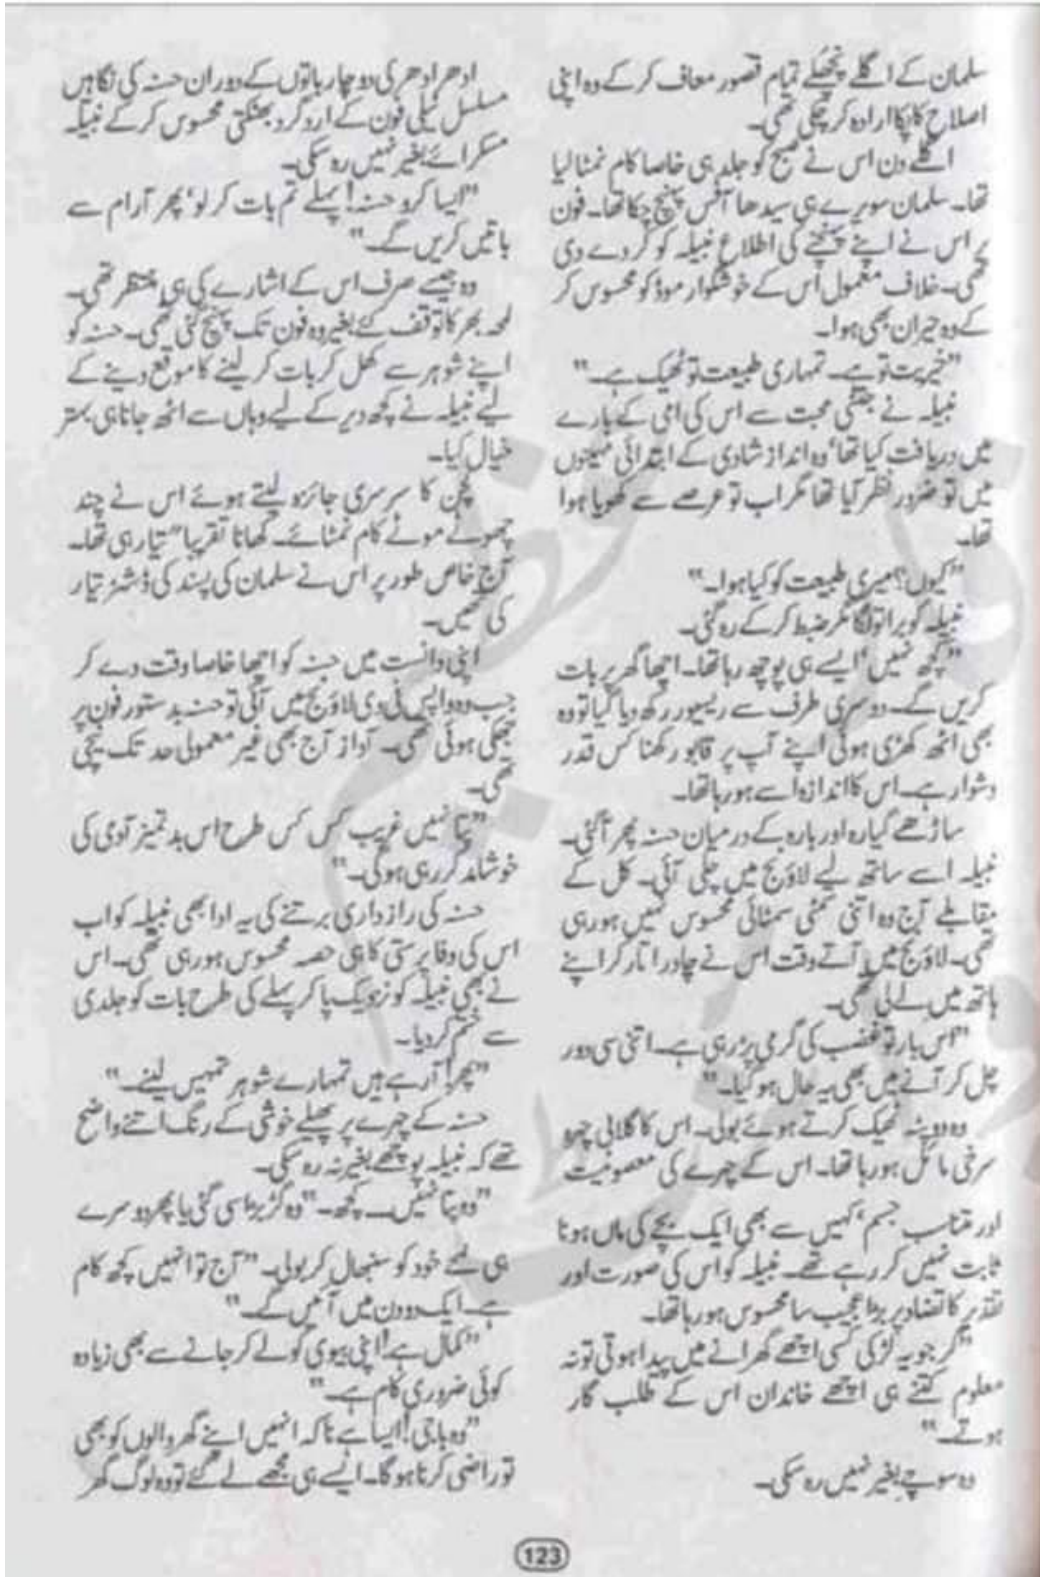 سلمان کے اگلے پچھلے تمام قصور معاف کرکے وہ اپنی
اصلاح کا پکا ارادہ کرچکی تھی۔
اگلے دن اس نے صبح کو جلد ہی خاصا کام نمٹا لیا
تھا۔ سلمان سویرے ہی سیدھا آفس پہنچ چکا تھا۔ فون
پر اس نے اپنے پہنچنے کی اطلاع نبیلہ کو کردے دی
تھی۔ خلاف معمول اس کے خوشگوار موڈ کو محسوس کر
کے وہ حیران بھی ہوا۔
"خیریت تو ہے۔ تمہاری طبیعت تو ٹھیک ہے۔"
نبیلہ نے جتنی محبت سے اس کی امی کے بارے
میں دریافت کیا تھا' وہ انداز شادی کے ابتدائی مہینوں
میں تو ضرور نظر آیا تھا مگر اب تو عرصے سے کھویا ہوا
تھا۔
"کیوں؟ میری طبیعت کو کیا ہوا۔"
نبیلہ کو برا تو لگا مگر ضبط کرکے رہ گئی۔
"کچھ نہیں' ایسے ہی پوچھ رہا تھا۔ اچھا گھر پر بات
کریں گے۔ دوسری طرف سے ریسیور رکھ دیا گیا تو وہ
بھی اٹھ کھڑی ہوئی اپنے آپ پر قابو رکھنا کس قدر
دشوار ہے۔ اس کا اندازہ اسے ہو رہا تھا۔
ساڑھے گیارہ اور بارہ کے درمیان حسنہ پھر آگئی۔
نبیلہ اسے ساتھ لیے لاؤنج میں چلی آئی۔ کل کے
مقابلے آج وہ اتنی سمٹی سمٹائی محسوس نہیں ہو رہی
تھی۔ لاؤنج میں آتے وقت اس نے چادر اتار کر اپنے
ہاتھ میں لے لی تھی۔
"اس بار تو غضب کی گرمی پڑ رہی ہے۔ اتنی سی دور
چل کر آنے میں بھی یہ حال ہو گیا۔"
وہ دوپٹہ ٹھیک کرتے ہوئے بولی۔ اس کا گلابی چہرہ
سرخی مائل ہو رہا تھا۔ اس کے چہرے کی معصومیت
اور متناسب جسم' کہیں سے بھی ایک بچے کی ماں ہونا
ثابت نہیں کر رہے تھے۔ نبیلہ کو اس کی صورت اور
تقدیر کا تضاد پر بڑا عجیب سا محسوس ہو رہا تھا۔
"گر جو یہ لڑکی کسی اچھے گھرانے میں پیدا ہوتی تو نہ
معلوم کتنے ہی اچھے خاندان اس کے طلب گار
ہوتے۔"
وہ سوچے بغیر نہیں رہ سکی۔
ادھر ادھر کی دو چار باتوں کے دوران حسنہ کی نگاہیں
مسلسل ٹیلی فون کے ارد گرد بھٹکتی محسوس کرکے نبیلہ
مسکرائے بغیر نہیں رہ سکی۔
"ایسا کرو حسنہ! پہلے تم بات کر لو' پھر آرام سے
باتیں کریں گے۔"
وہ جیسے صرف اس کے اشارے کی ہی منتظر تھی۔
لمحہ بھر کا توقف کئے بغیر وہ فون تک پہنچ گئی تھی۔ حسنہ کو
اپنے شوہر سے کھل کر بات کر لینے کا موقع دینے کے
لیے نبیلہ نے کچھ دیر کے لیے وہاں سے اٹھ جانا ہی بہتر
خیال کیا۔
کچن کا سرسری جائزہ لیتے ہوئے اس نے چند
چھوٹے موٹے کام نمٹائے۔ کھانا تقریبا" تیار ہی تھا۔
آج خاص طور پر اس نے سلمان کی پسند کی ڈشز تیار
کی تھیں۔
اپنی دانست میں حسنہ کو اچھا خاصا وقت دے کر
جب وہ واپس ٹی وی لاؤنج میں آئی تو حسنہ بدستور فون پر
جھکی ہوئی تھی۔ آواز آج بھی غیر معمولی حد تک نیچی
تھی۔
"پتا نہیں غریب کس کس طرح اس بدتمیز آدمی کی
خوشامد کر رہی ہوگی۔"
حسنہ کی رازداری برتنے کی یہ ادا بھی نبیلہ کو اب
اس کی وفا پرستی کا ہی حصہ محسوس ہو رہی تھی۔ اس
نے بھی نبیلہ کو نزدیک پا کر پہلے کی طرح بات کو جلدی
سے ختم کر دیا۔
"پھر! آ رہے ہیں تمہارے شوہر تمہیں لینے۔"
حسنہ کے چہرے پر پھیلے خوشی کے رنگ اتنے واضح
تھے کہ نبیلہ پوچھے بغیر نہ رہ سکی۔
"وہ پتا نہیں۔ کچھ۔" وہ گڑبڑا سی گئی یا پھر دوسرے
ہی لمحے خود کو سنبھال کر بولی۔ "آج تو انہیں کچھ کام
ہے۔ ایک دو دن میں آئیں گے۔"
"کمال ہے! اپنی بیوی کو لے کر جانے سے بھی زیادہ
کوئی ضروری کام ہے۔"
"وہ باجی! ایسا ہے نا کہ انہیں اپنے گھر والوں کو بھی
تو راضی کرنا ہوگا۔ ایسے ہی مجھے لے گئے تو وہ لوگ گھر
123